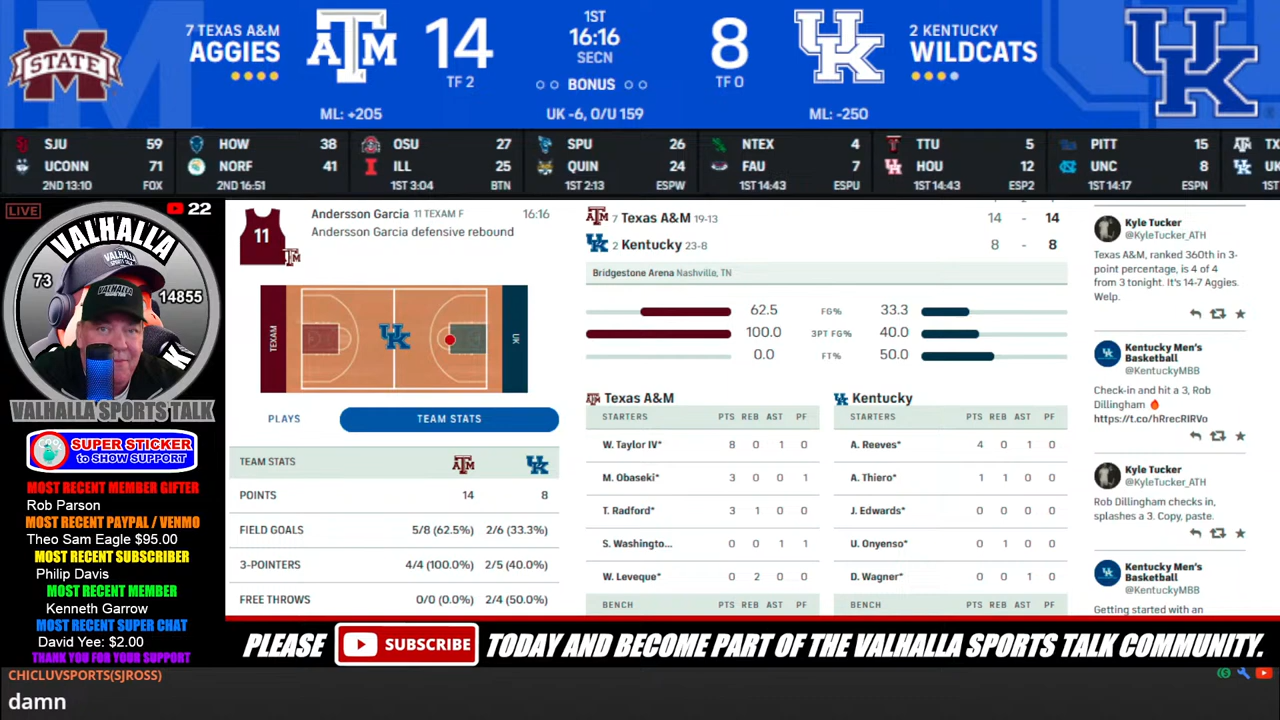 STATE
7 TEXAS A&M
AGGIES
ATM
14
TF 2
ML: +205
1ST
16:16
SECN
BONUS
UK -6, O/U 159
8
TF 0
ML: -250
UK
2 KENTUCKY
WILDCATS
UK
SJU 59
UCONN 71
2ND 13:10 FOX
HOW 38
NORF 41
2ND 16:51
OSU 27
ILL 25
1ST 3:04 BTN
SPU 26
QUIN 24
1ST 2:13 ESPW
NTEX 4
FAU 7
1ST 14:43 ESPU
TTU 5
HOU 12
1ST 14:43 ESP2
PITT 15
UNC 8
1ST 14:17 ESPN
TX
UK
1ST
LIVE
22
VALHALLA
VALHALLA
73
14855
TALK
VALHALLA SPORTS TALK
SUPER STICKER
to SHOW SUPPORT
MOST RECENT MEMBER GIFTER
Rob Parson
MOST RECENT PAYPAL / VENMO
Theo Sam Eagle $95.00
MOST RECENT SUBSCRIBER
Philip Davis
MOST RECENT MEMBER
Kenneth Garrow
MOST RECENT SUPER CHAT
David Yee: $2.00
THANK YOU FOR YOUR SUPPORT
11
Andersson Garcia 11 TEXAM F 16:16
Andersson Garcia defensive rebound
TEXAM
UK
UK
PLAYS
TEAM STATS
TEAM STATS
POINTS 14 8
FIELD GOALS 5/8 (62.5%) 2/6 (33.3%)
3-POINTERS 4/4 (100.0%) 2/5 (40.0%)
FREE THROWS 0/0 (0.0%) 2/4 (50.0%)
7 Texas A&M 19-13 14 - 14
2 Kentucky 23-8 8 - 8
Bridgestone Arena Nashville, TN
62.5 FG% 33.3
100.0 3PT FG% 40.0
0.0 FT% 50.0
Texas A&M
STARTERS PTS REB AST PF
W. Taylor IV* 8 0 1 0
M. Obaseki* 3 0 0 1
T. Radford* 3 1 0 0
S. Washingto... 0 0 1 1
W. Leveque* 0 2 0 0
BENCH PTS REB AST PF
Kentucky
STARTERS PTS REB AST PF
A. Reeves* 4 0 1 0
A. Thiero* 1 1 0 0
J. Edwards* 0 0 0 0
U. Onyenso* 0 1 0 0
D. Wagner* 0 0 1 0
BENCH PTS REB AST PF
Kyle Tucker
@KyleTucker_ATH
Texas A&M, ranked 360th in 3-
point percentage, is 4 of 4
from 3 tonight. It's 14-7 Aggies.
Welp.
Kentucky Men's
Basketball
@KentuckyMBB
Check-in and hit a 3, Rob
Dillingham 🔥
https://t.co/hRrecRIRVo
Kyle Tucker
@KyleTucker_ATH
Rob Dillingham checks in,
splashes a 3. Copy, paste.
Kentucky Men's
Basketball
@KentuckyMBB
Getting started with an
PLEASE SUBSCRIBE TODAY AND BECOME PART OF THE VALHALLA SPORTS TALK COMMUNITY.
CHICLUVSPORTS(SJROSS)
damn